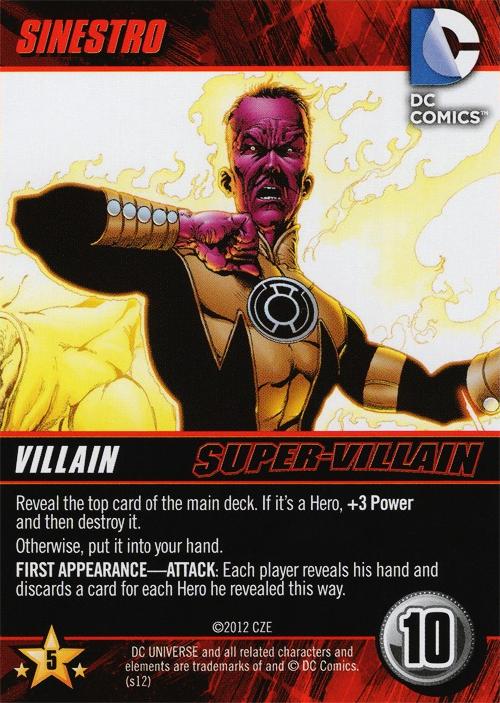 SINESTRO
DC
COMICS™
VILLAIN
SUPER-VILLAIN
Reveal the top card of the main deck. If it's a Hero, +3 Power
and then destroy it.
Otherwise, put it into your hand.
FIRST APPEARANCE—ATTACK: Each player reveals his hand and
discards a card for each Hero he revealed this way.
©2012 CZE
5
DC UNIVERSE and all related characters and
elements are trademarks of and © DC Comics.
(s12)
10